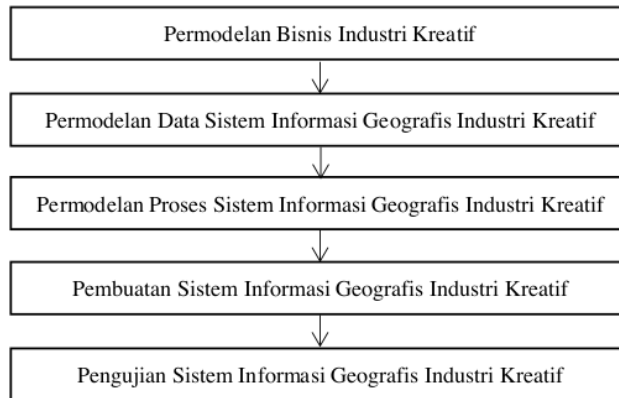 Permodelan Bisnis Industri Kreatif
Permodelan Data Sistem Informasi Geografis Industri Kreatif
Permodelan Proses Sistem Informasi Geografis Industri Kreatif
Pembuatan Sistem Informasi Geografis Industri Kreatif
Pengujian Sistem Informasi Geografis Industri Kreatif